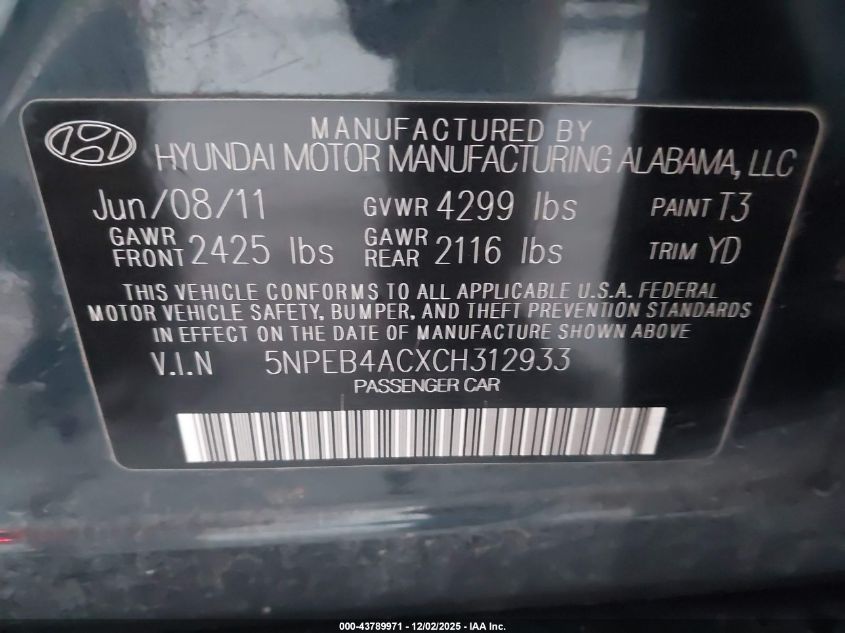 MANUFACTURED BY
HYUNDAI MOTOR MANUFACTURING ALABAMA, LLC
Jun/08/11 GVWR 4299 lbs PAINT T3
GAWR FRONT 2425 lbs GAWR REAR 2116 lbs TRIM YD
THIS VEHICLE CONFORMS TO ALL APPLICABLE U.S.A. FEDERAL
MOTOR VEHICLE SAFETY, BUMPER, AND THEFT PREVENTION STANDARDS
IN EFFECT ON THE DATE OF MANUFACTURE SHOWN ABOVE
V.I.N 5NPEB4ACXCH312933
PASSENGER CAR
000-43789971 - 12/02/2025 - IAA Inc.